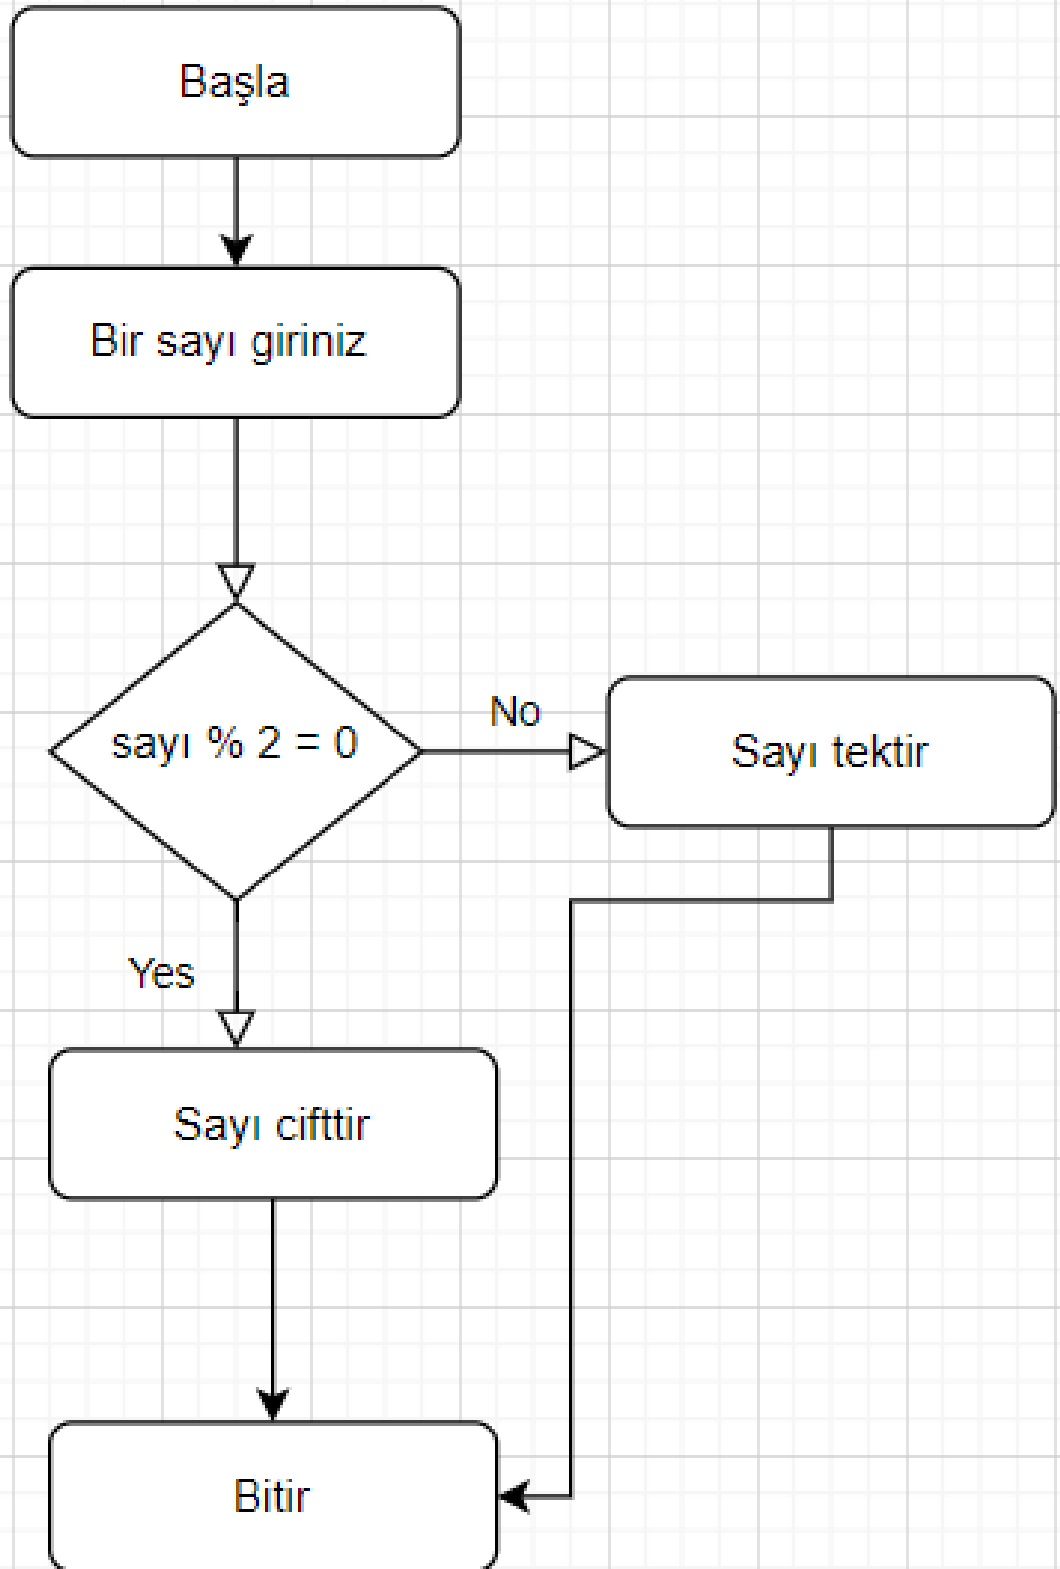 Başla
Bir sayı giriniz
sayı % 2 = 0
No
Sayı tektir
Yes
Sayı cifttir
Bitir